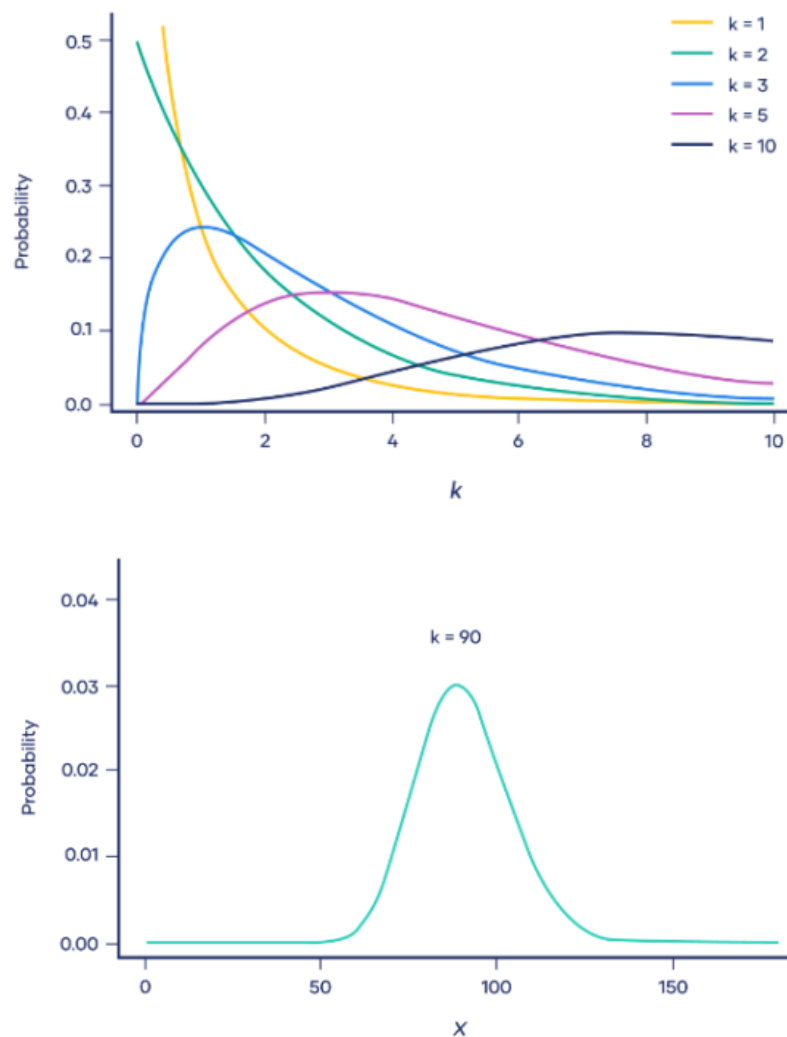 k = 1
k = 2
k = 3
k = 5
k = 10
Probability
0.5
0.4
0.3
0.2
0.1
0.0
0 2 4 6 8 10
k
k = 90
Probability
0.04
0.03
0.02
0.01
0.00
0 50 100 150
x